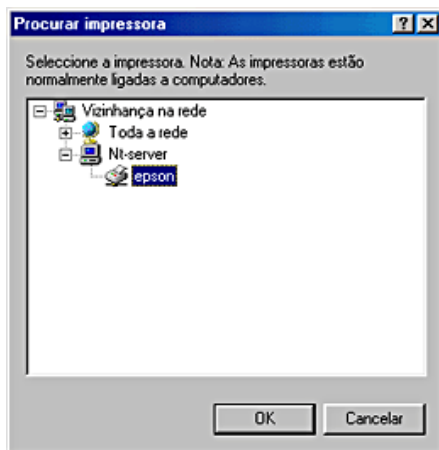 Procurar impressora
Seleccione a impressora. Nota: As impressoras estão
normalmente ligadas a computadores.
Vizinhança na rede
Toda a rede
Nt-server
epson
OK
Cancelar